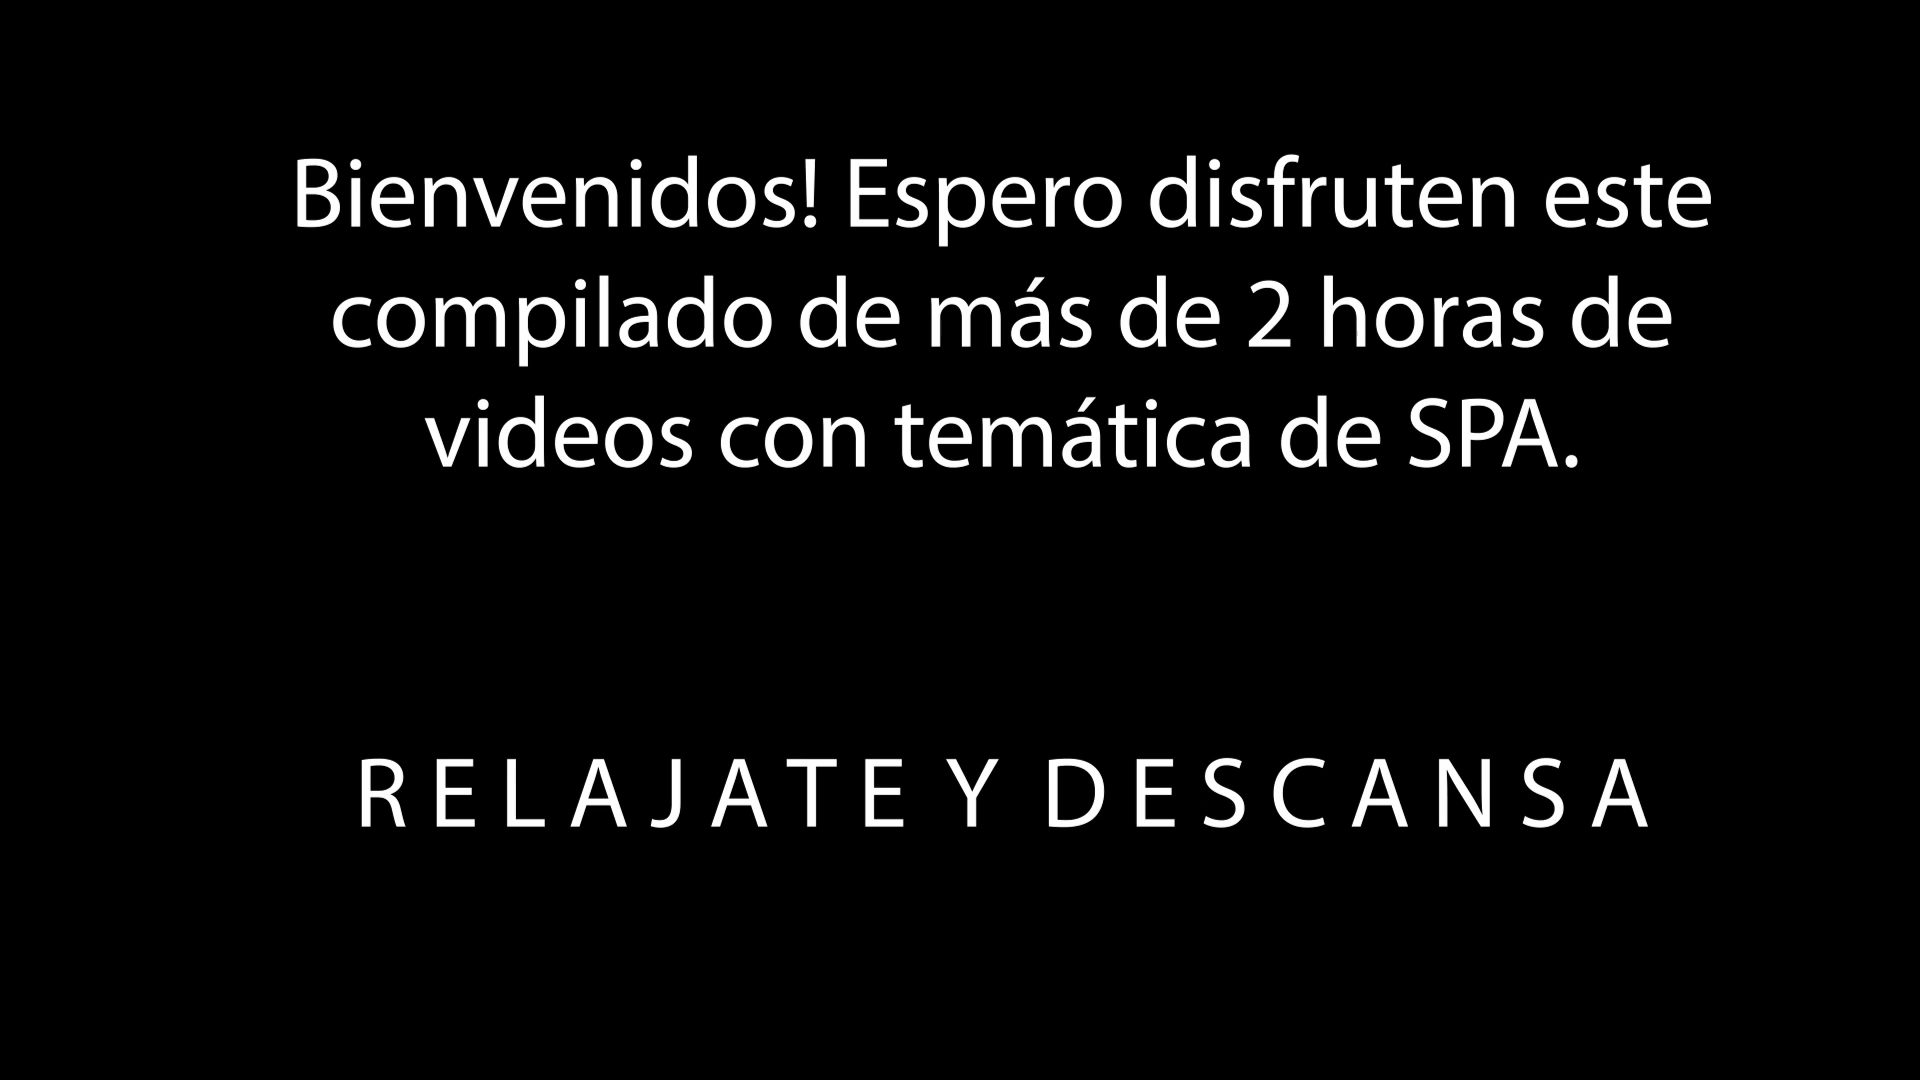 Bienvenidos! Espero disfruten este
compilado de más de 2 horas de
videos con temática de SPA.
R E L A J A T E Y D E S C A N S A